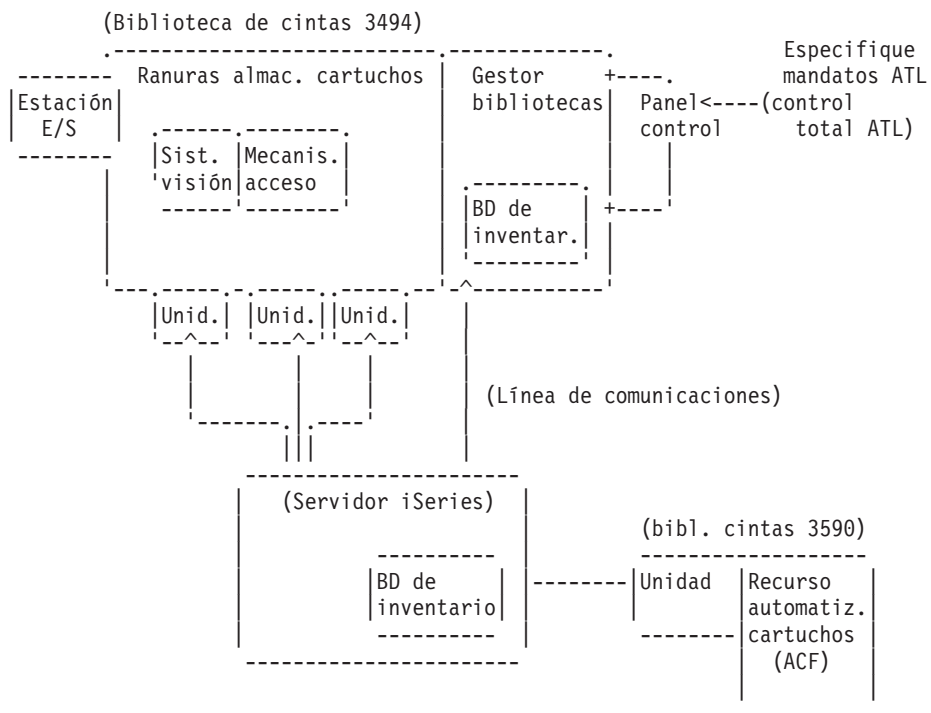 (Biblioteca de cintas 3494)
Especifique
Ranuras almac. cartuchos Gestor mandatos ATL
Estación bibliotecas Panel<----(control
E/S control total ATL)
Sist. Mecanis.
visión acceso
BD de
inventar.
Unid. Unid. Unid.
(Línea de comunicaciones)
(Servidor iSeries)
(bibl. cintas 3590)
BD de Unidad Recurso
inventario automatiz.
cartuchos
(ACF)